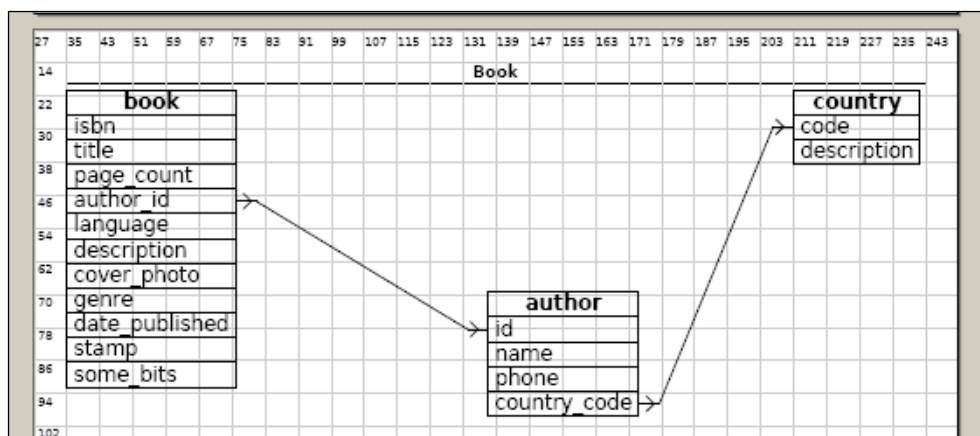 27 35 43 51 59 67 75 83 91 99 107 115 123 131 139 147 155 163 171 179 187 195 203 211 219 227 235 243
14
Book
22
book
isbn
30
title
38
page_count
46
author_id
54
language
description
62
cover_photo
70
genre
date_published
78
stamp
86
some_bits
94
102
author
id
name
phone
country_code
country
code
description